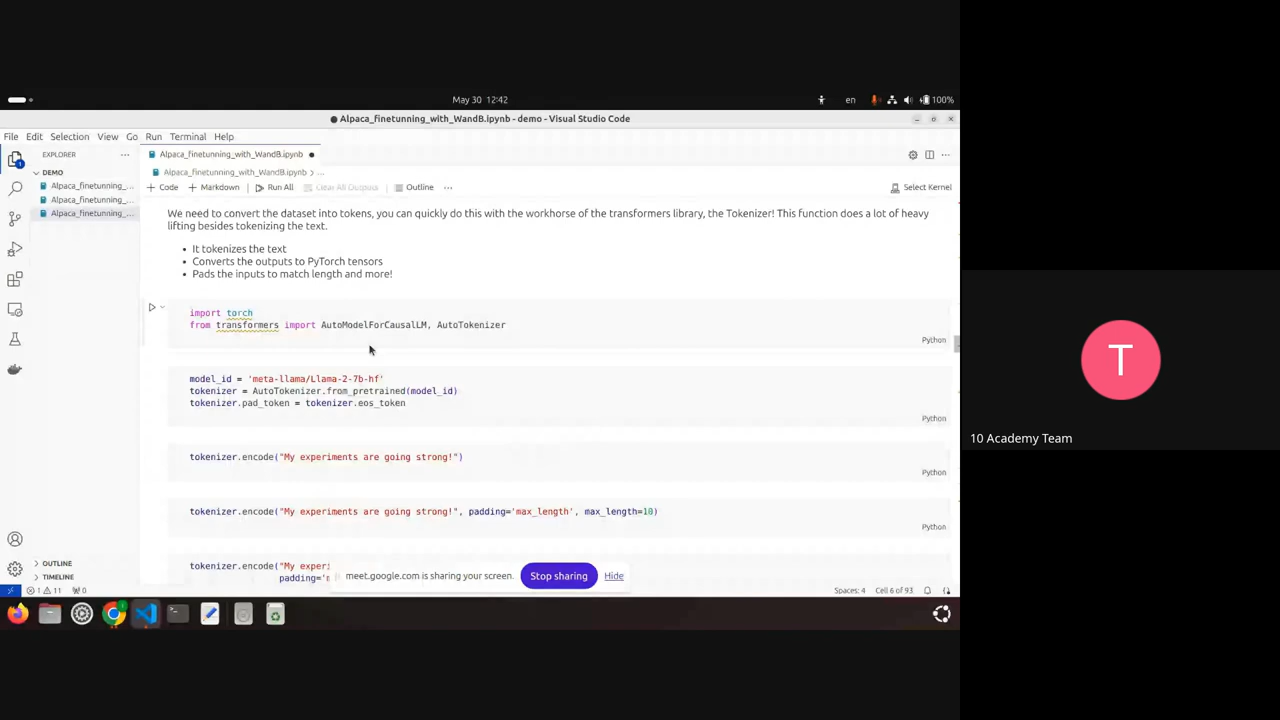 May 30 12:42
en
100%
● Alpaca_finetunning_with_WandB.ipynb - demo - Visual Studio Code
File Edit Selection View Go Run Terminal Help
EXPLORER
Alpaca_finetunning_with_WandB.ipynb
DEMO
Alpaca_finetunning_with_WandB.ipynb > ...
Alpaca_finetunning_...
Alpaca_finetunning_...
Alpaca_finetunning_...
+ Code + Markdown Run All Clear All Outputs Outline ...
Select Kernel
We need to convert the dataset into tokens, you can quickly do this with the workhorse of the transformers library, the Tokenizer! This function does a lot of heavy
lifting besides tokenizing the text.
• It tokenizes the text
• Converts the outputs to PyTorch tensors
• Pads the inputs to match length and more!
import torch
from transformers import AutoModelForCausalLM, AutoTokenizer
Python
model_id = 'meta-llama/Llama-2-7b-hf'
tokenizer = AutoTokenizer.from_pretrained(model_id)
tokenizer.pad_token = tokenizer.eos_token
Python
tokenizer.encode("My experiments are going strong!")
Python
tokenizer.encode("My experiments are going strong!", padding='max_length', max_length=10)
Python
tokenizer.encode("My exper
padding='m
meet.google.com is sharing your screen. Stop sharing Hide
OUTLINE
TIMELINE
1 11 0
Spaces: 4 Cell 6 of 93
T
10 Academy Team